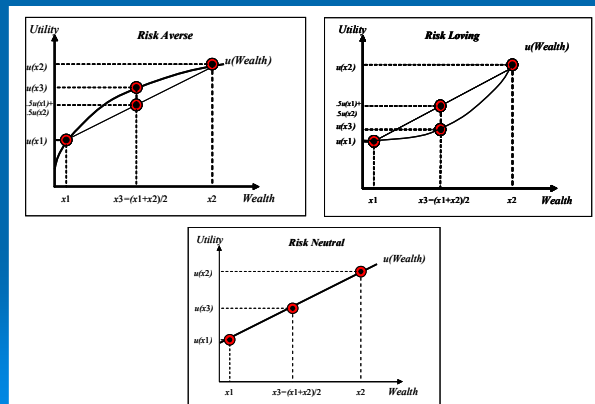 Utility
Risk Averse
u(Wealth)
u(x2)
u(x3)
.5u(x1)+
.5u(x2)
u(x1)
x1
x3=(x1+x2)/2
x2
Wealth
Utility
Risk Loving
u(Wealth)
u(x2)
.5u(x1)+
.5u(x2)
u(x3)
u(x1)
x1
x3=(x1+x2)/2
x2
Wealth
Utility
Risk Neutral
u(Wealth)
u(x2)
u(x3)
u(x1)
x1
x3=(x1+x2)/2
x2
Wealth